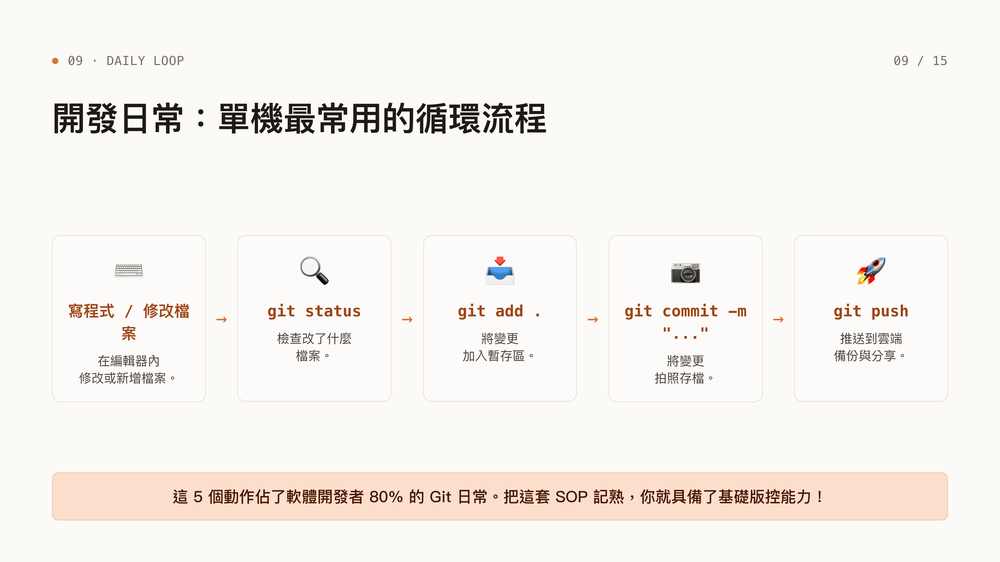 09 · DAILY LOOP
09 / 15
開發日常：單機最常用的循環流程
寫程式 / 修改檔
案
在編輯器內
修改或新增檔案。
→
git status
檢查改了什麼
檔案。
→
git add .
將變更
加入暫存區。
→
git commit -m
"..."
將變更
拍照存檔。
→
git push
推送到雲端
備份與分享。
這 5 個動作佔了軟體開發者 80% 的 Git 日常。把這套 SOP 記熟，你就具備了基礎版控能力！